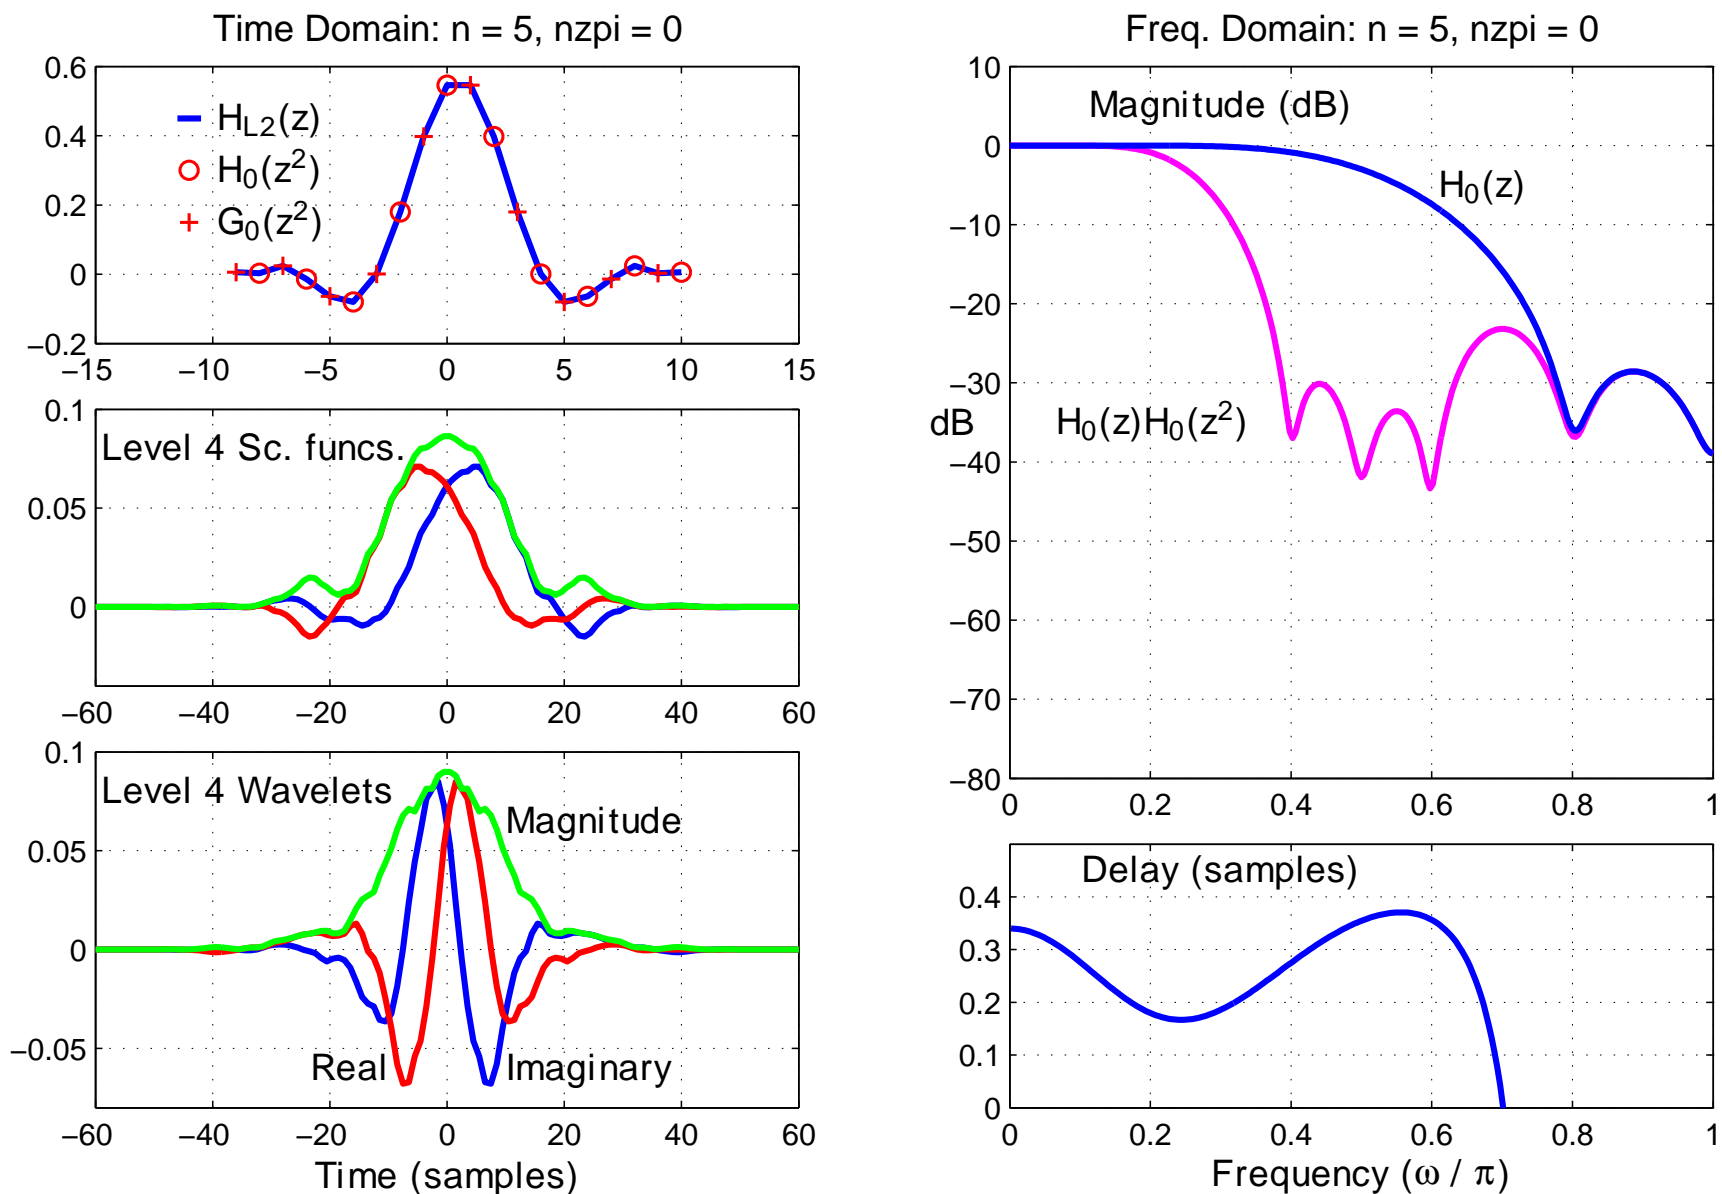 Time Domain: n = 5, nzpi = 0
0.6
0.4
0.2
0
−0.2
H_L2(z)
H_0(z^2)
G_0(z^2)
−15 −10 −5 0 5 10 15
0.1
0.05
0
Level 4 Sc. funcs.
−60 −40 −20 0 20 40 60
0.1
0.05
0
−0.05
Level 4 Wavelets
Magnitude
Real
Imaginary
−60 −40 −20 0 20 40 60
Time (samples)
Freq. Domain: n = 5, nzpi = 0
10
0
−10
−20
−30
dB
−40
−50
−60
−70
−80
Magnitude (dB)
H_0(z)
H_0(z)H_0(z^2)
0 0.2 0.4 0.6 0.8 1
Delay (samples)
0.4
0.3
0.2
0.1
0
0 0.2 0.4 0.6 0.8 1
Frequency (ω / π)